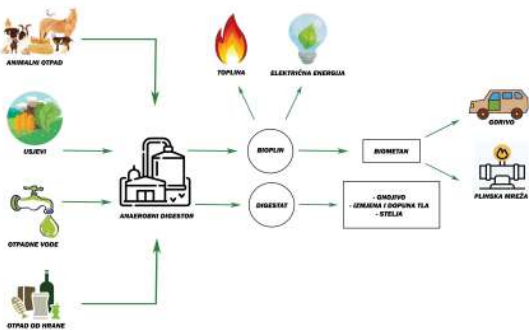 ANIMALNI OTPAD
TOPLINA
ELEKTRIČNA ENERGIJA
USJEVI
ANAEROBNI DIGESTOR
BIOPLIN
BIOMETAN
GORIVO
PLINSKA MREŽA
OTPADNE VODE
DIGESTAT
- GNOJIVO
- IZMJENA I DOPUNA TLA
- STELJA
OTPAD OD HRANE